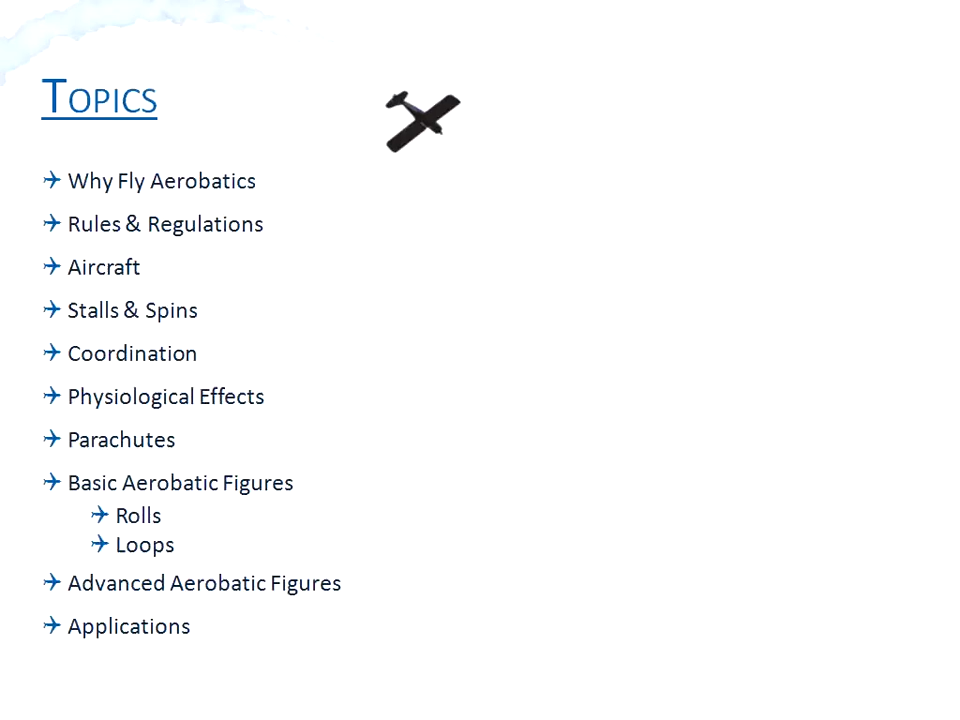 Topics
Why Fly Aerobatics
Rules & Regulations
Aircraft
Stalls & Spins
Coordination
Physiological Effects
Parachutes
Basic Aerobatic Figures
Rolls
Loops
Advanced Aerobatic Figures
Applications